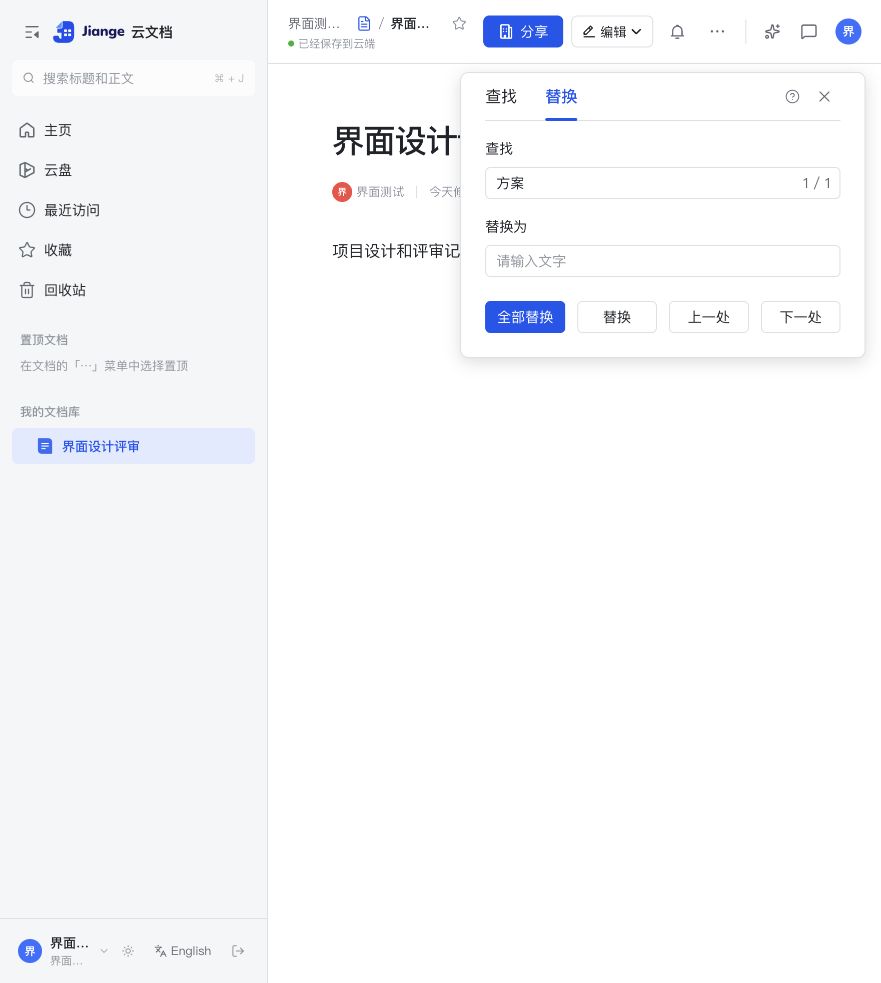 Jiange 云文档
搜索标题和正文 ⌘ + J
主页
云盘
最近访问
收藏
回收站
置顶文档
在文档的「···」菜单中选择置顶
我的文档库
界面设计评审
界 界面... English
界面...
界面测... / 界面...
已经保存到云端
分享
编辑
界
界面设计
界 界面测试 今天
项目设计和评审记
查找 替换
查找
方案 1 / 1
替换为
请输入文字
全部替换 替换 上一处 下一处